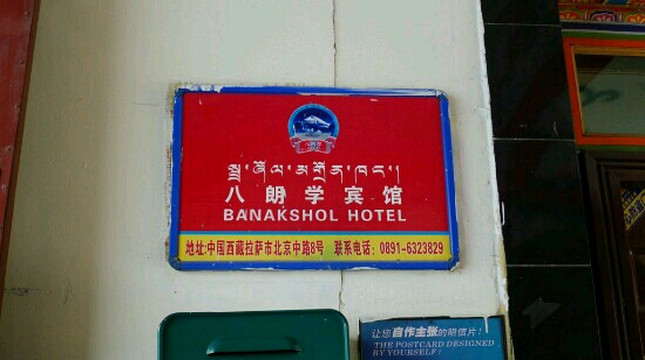 སྦྲ་ནག་ཞོལ་མགྲོན་ཁང་།
八朗学宾馆
BANAKSHOL HOTEL
地址:中国西藏拉萨市北京中路8号 联系电话: 0891-6323829
让您自作主张的明信片!
THE POSTCARD DESIGNED
BY YOURSELF!